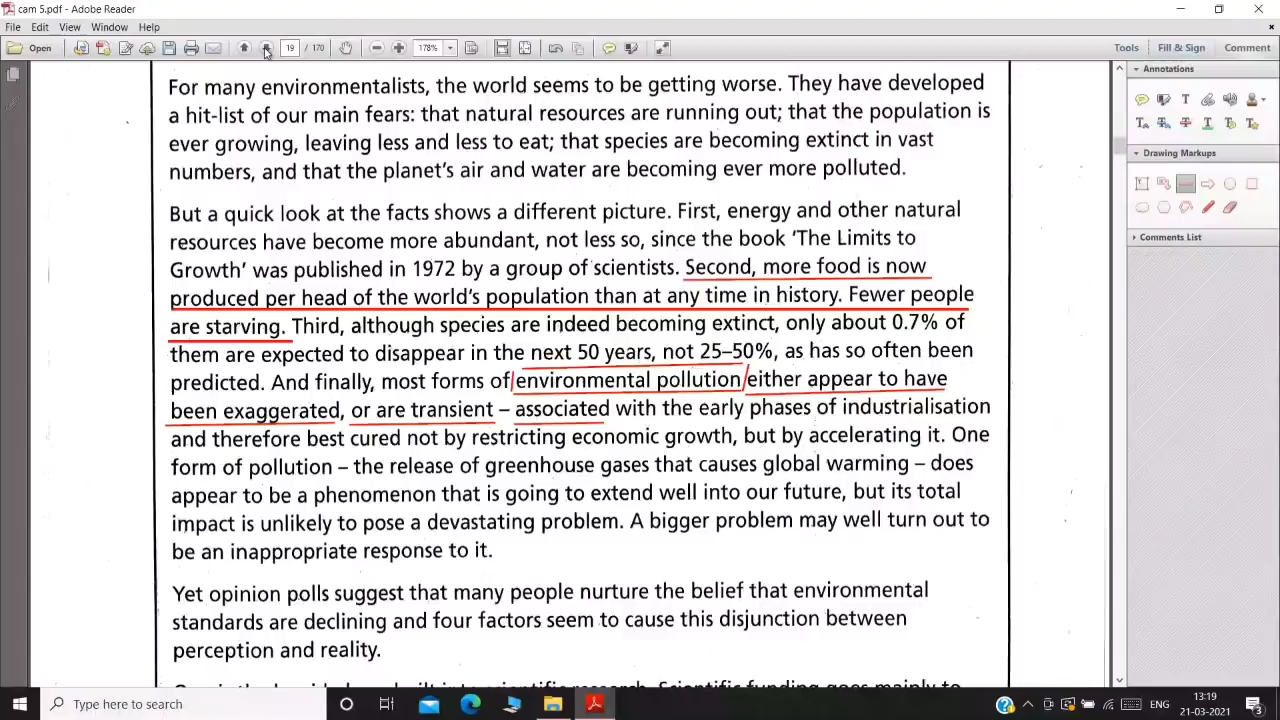 cam 5.pdf - Adobe Reader
File Edit View Window Help
Open 19 / 170 178% Tools Fill & Sign Comment
For many environmentalists, the world seems to be getting worse. They have developed
a hit-list of our main fears: that natural resources are running out; that the population is
ever growing, leaving less and less to eat; that species are becoming extinct in vast
numbers, and that the planet's air and water are becoming ever more polluted.
But a quick look at the facts shows a different picture. First, energy and other natural
resources have become more abundant, not less so, since the book 'The Limits to
Growth' was published in 1972 by a group of scientists. Second, more food is now
produced per head of the world's population than at any time in history. Fewer people
are starving. Third, although species are indeed becoming extinct, only about 0.7% of
them are expected to disappear in the next 50 years, not 25–50%, as has so often been
predicted. And finally, most forms of environmental pollution either appear to have
been exaggerated, or are transient – associated with the early phases of industrialisation
and therefore best cured not by restricting economic growth, but by accelerating it. One
form of pollution – the release of greenhouse gases that causes global warming – does
appear to be a phenomenon that is going to extend well into our future, but its total
impact is unlikely to pose a devastating problem. A bigger problem may well turn out to
be an inappropriate response to it.
Yet opinion polls suggest that many people nurture the belief that environmental
standards are declining and four factors seem to cause this disjunction between
perception and reality.
Annotations
Drawing Markups
Comments List
Type here to search
ENG
13:19
21-03-2021
3